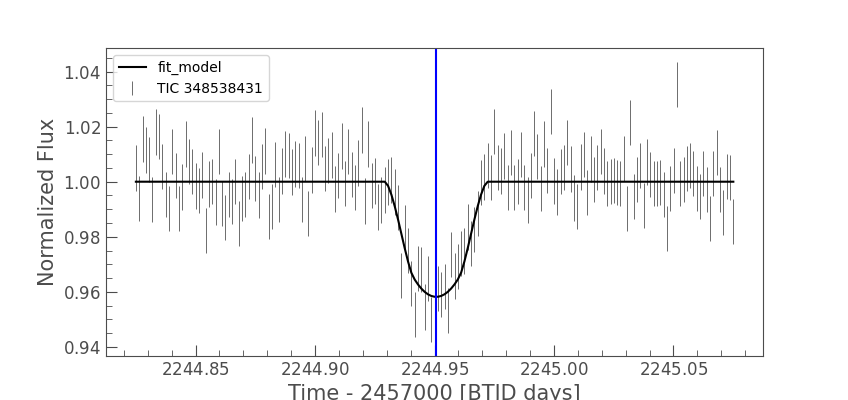 fit_model
TIC 348538431
1.04
1.02
1.00
0.98
0.96
0.94
Normalized Flux
2244.85
2244.90
2244.95
2245.00
2245.05
Time - 2457000 [BTJD days]